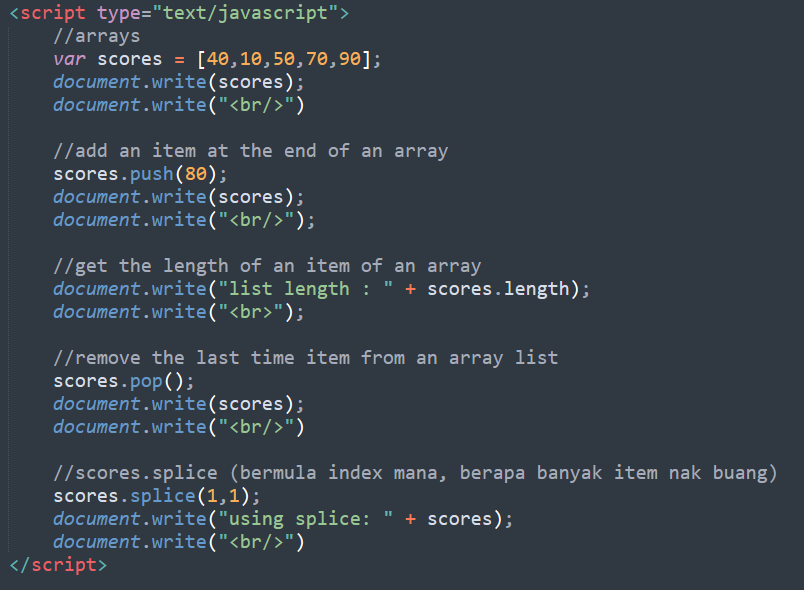 <script type="text/javascript">
//arrays
var scores = [40,10,50,70,90];
document.write(scores);
document.write("<br/>")
//add an item at the end of an array
scores.push(80);
document.write(scores);
document.write("<br/>");
//get the length of an item of an array
document.write("list length : " + scores.length);
document.write("<br>");
//remove the last time item from an array list
scores.pop();
document.write(scores);
document.write("<br/>")
//scores.splice (bermula index mana, berapa banyak item nak buang)
scores.splice(1,1);
document.write("using splice: " + scores);
document.write("<br/>")
</script>